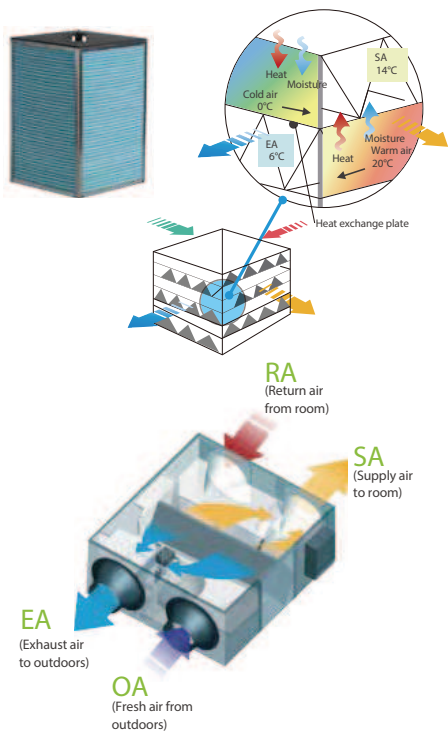 Heat
Moisture
Cold air
0°C
SA
14°C
EA
6°C
Heat
Moisture
Warm air
20°C
Heat exchange plate
RA
(Return air
from room)
SA
(Supply air
to room)
EA
(Exhaust air
to outdoors)
OA
(Fresh air from
outdoors)